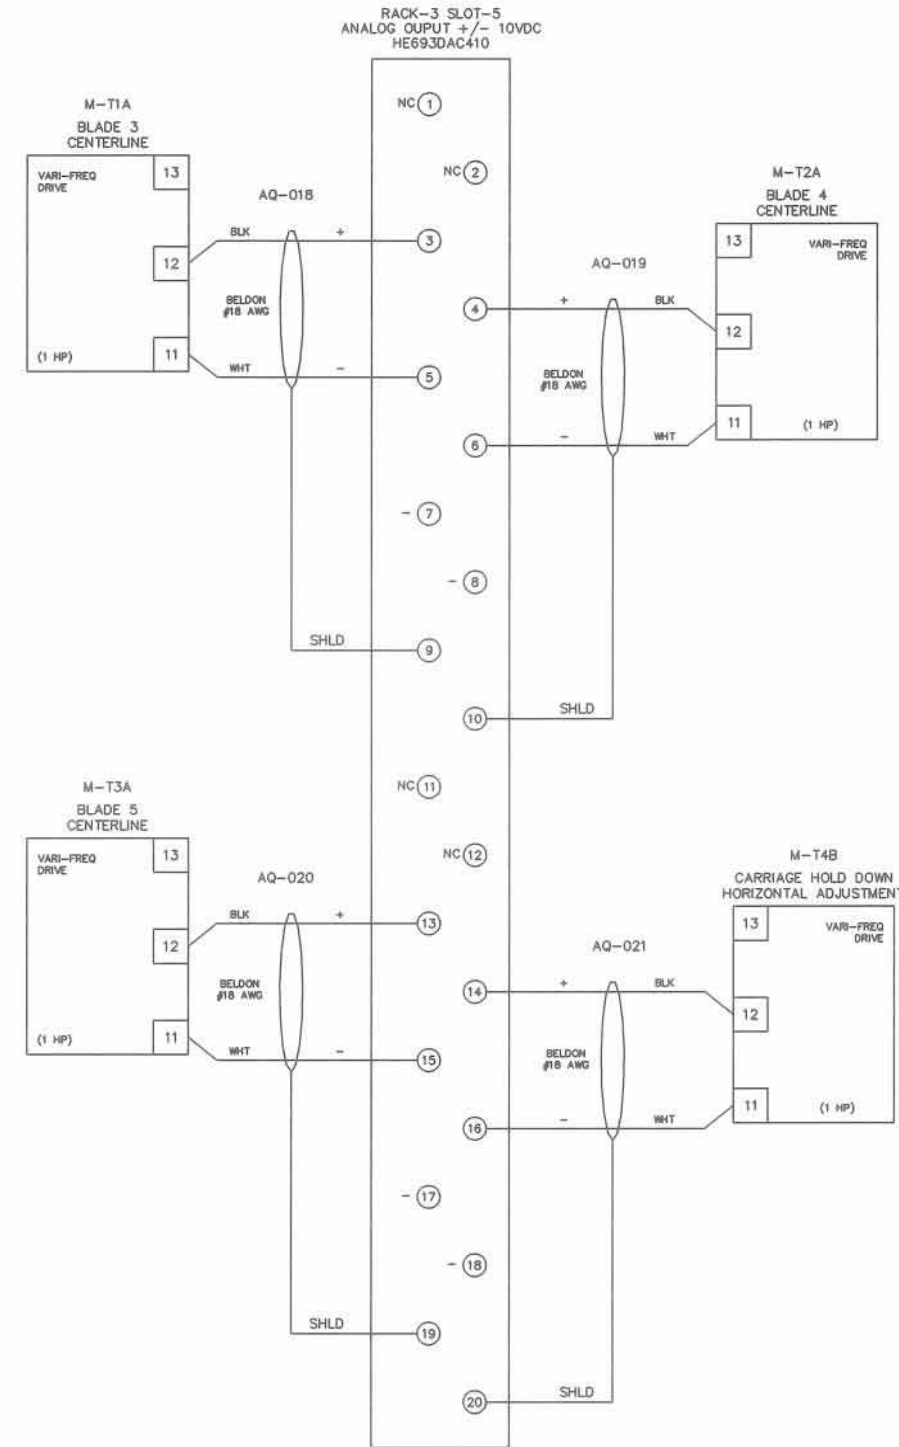 RACK-3 SLOT-5
ANALOG OUPUT +/- 10VDC
HE693DAC410
NC 1
NC 2
M-T1A
BLADE 3
CENTERLINE
VARI-FREQ
DRIVE
13
12
11
(1 HP)
AQ-018
BLK
+
3
BELDON
#18 AWG
WHT
-
5
M-T2A
BLADE 4
CENTERLINE
13
VARI-FREQ
DRIVE
12
11
(1 HP)
AQ-019
4
+
BLK
BELDON
#18 AWG
6
-
WHT
- 7
- 8
SHLD
9
10
SHLD
NC 11
NC 12
M-T3A
BLADE 5
CENTERLINE
VARI-FREQ
DRIVE
13
12
11
(1 HP)
AQ-020
BLK
+
13
BELDON
#18 AWG
WHT
-
15
M-T4B
CARRIAGE HOLD DOWN
HORIZONTAL ADJUSTMENT
13
VARI-FREQ
DRIVE
12
11
(1 HP)
AQ-021
14
+
BLK
BELDON
#18 AWG
16
-
WHT
- 17
- 18
SHLD
19
20
SHLD